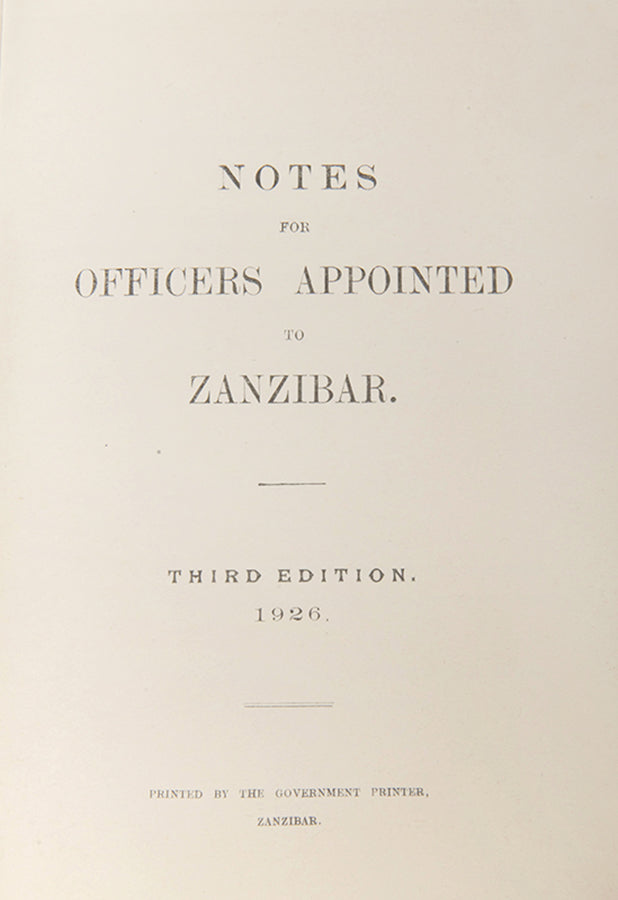 NOTES
FOR
OFFICERS APPOINTED
TO
ZANZIBAR.
THIRD EDITION.
1926.
PRINTED BY THE GOVERNMENT PRINTER,
ZANZIBAR.